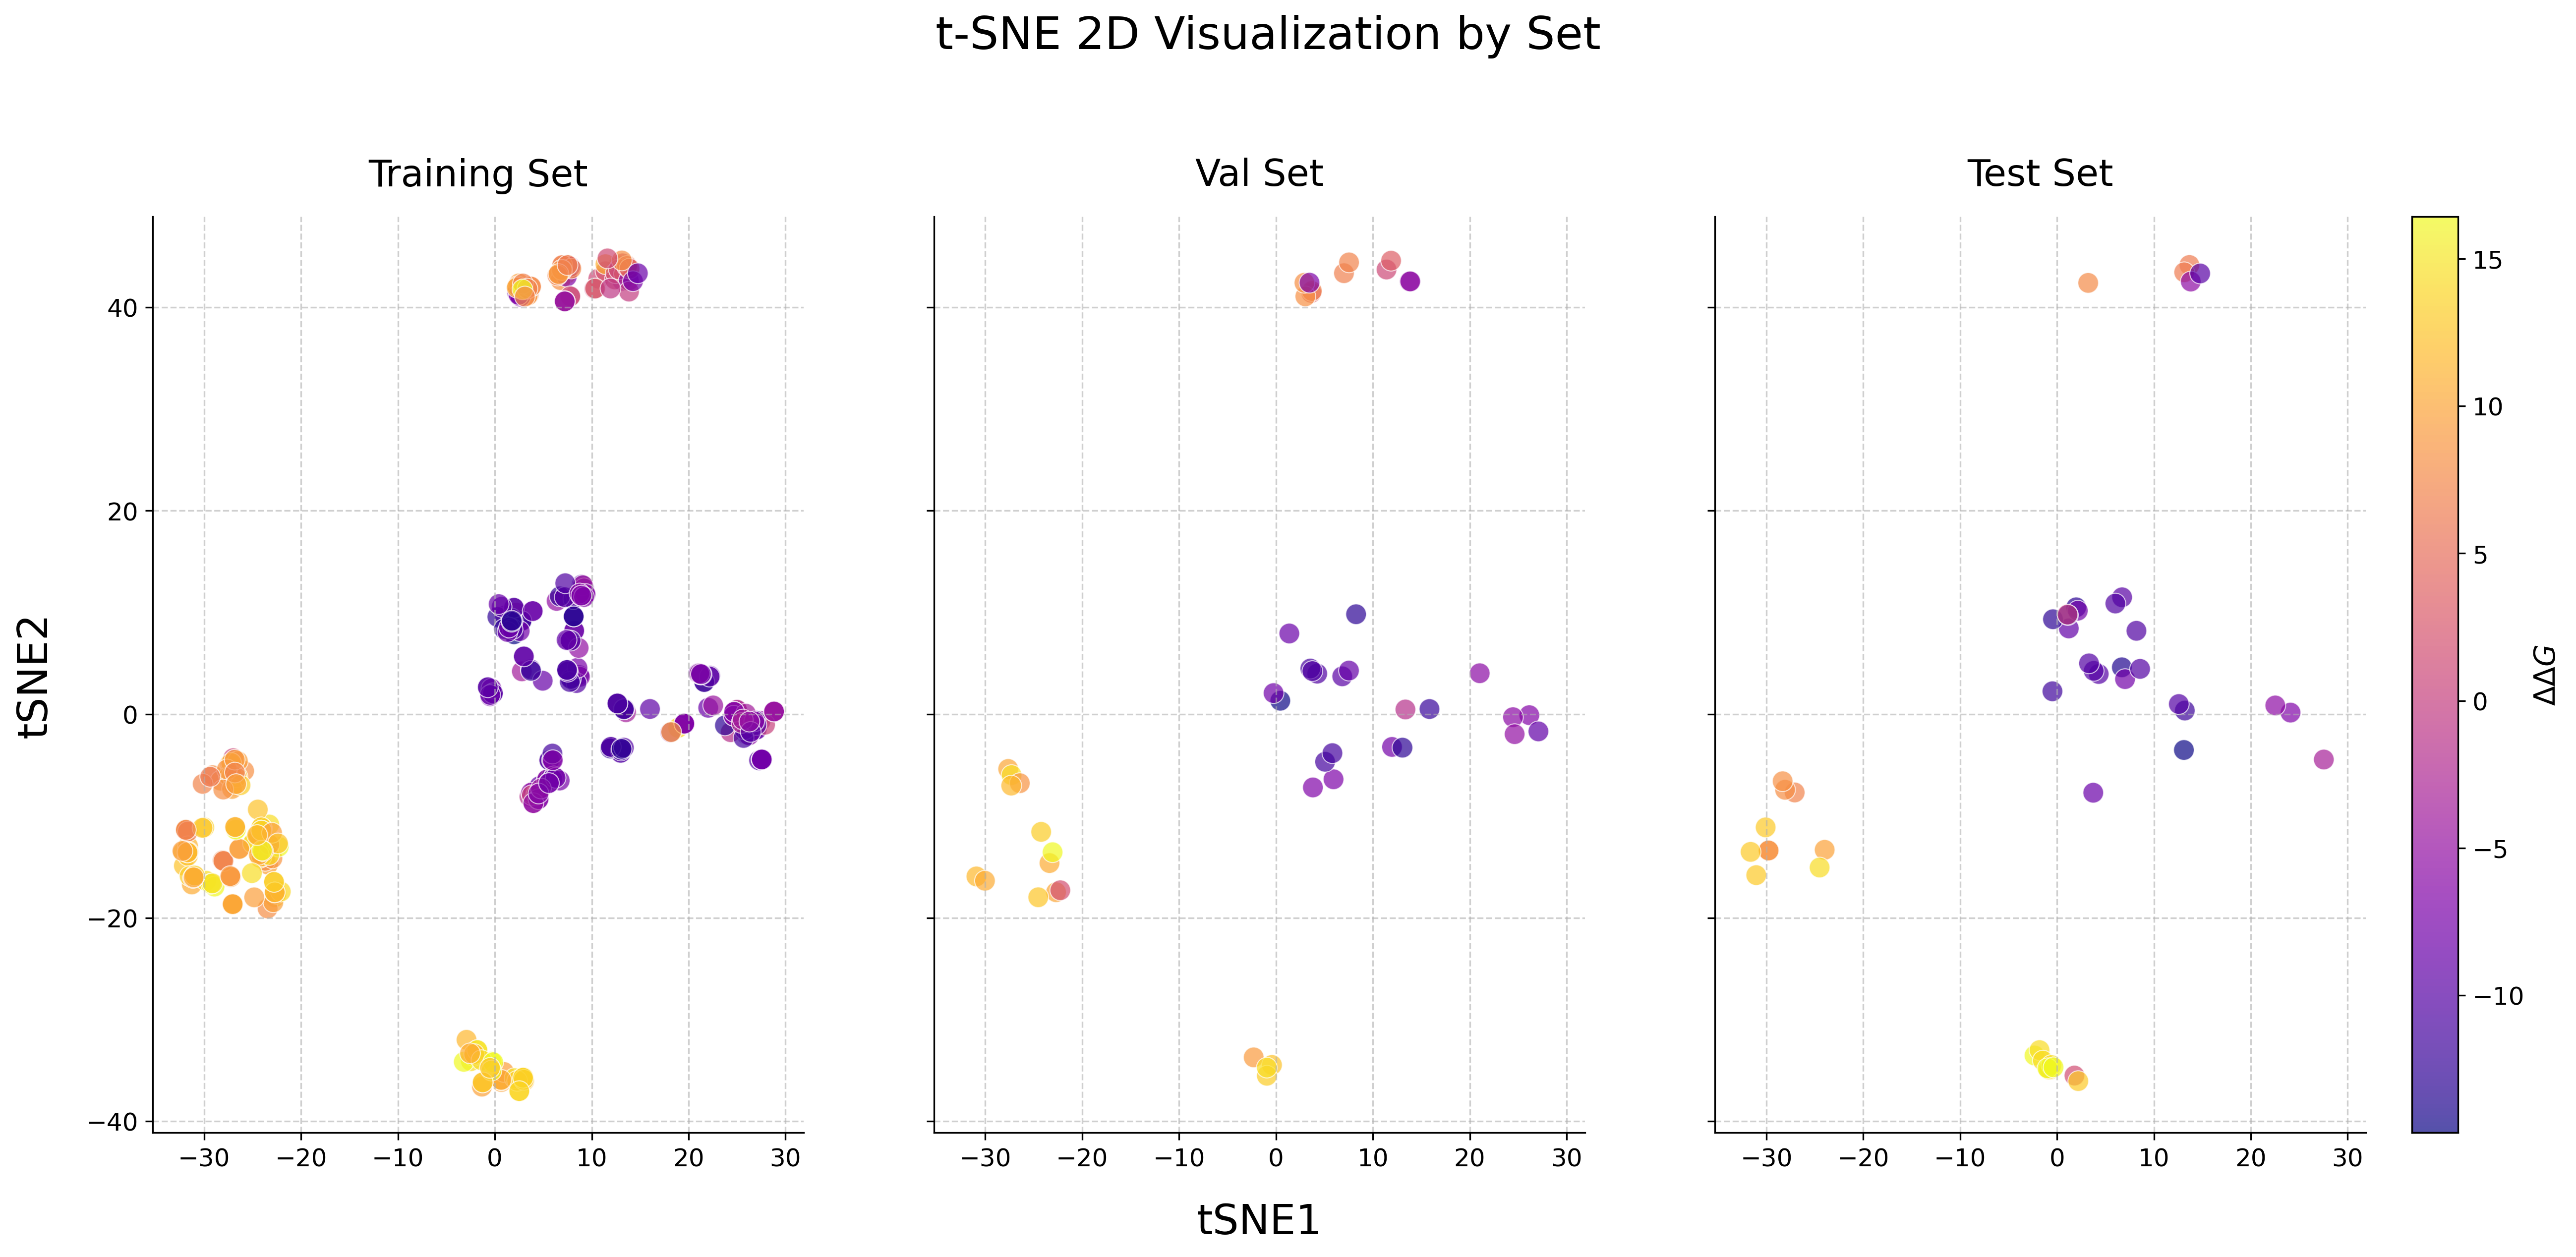 t-SNE 2D Visualization by Set
Training Set
Val Set
Test Set
tSNE2
40
20
0
−20
−40
−30 −20 −10 0 10 20 30
−30 −20 −10 0 10 20 30
−30 −20 −10 0 10 20 30
tSNE1
15
10
5
0
−5
−10
ΔΔG